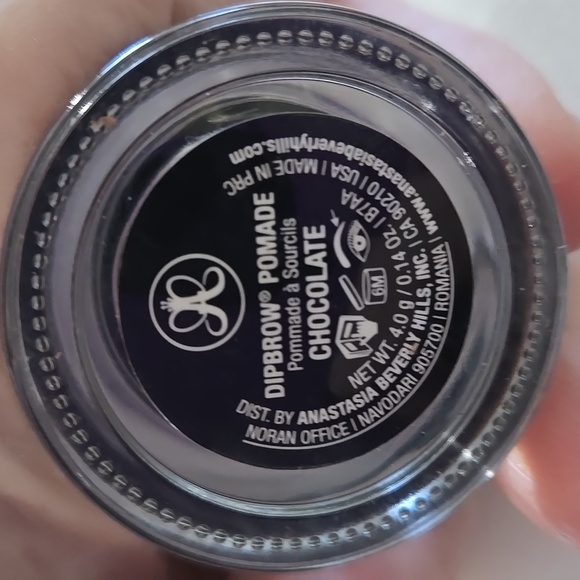 DIPBROW® POMADE
Pommade à Sourcils
CHOCOLATE
6M
NET WT. 4.0 g / 0.14 OZ. | B7AA
DIST. BY ANASTASIA BEVERLY HILLS, INC. | CA 90210 | USA | MADE IN PRC
NORAN OFFICE | NAVODARI 905700 | ROMANIA | www.anastasiabeverlyhills.com